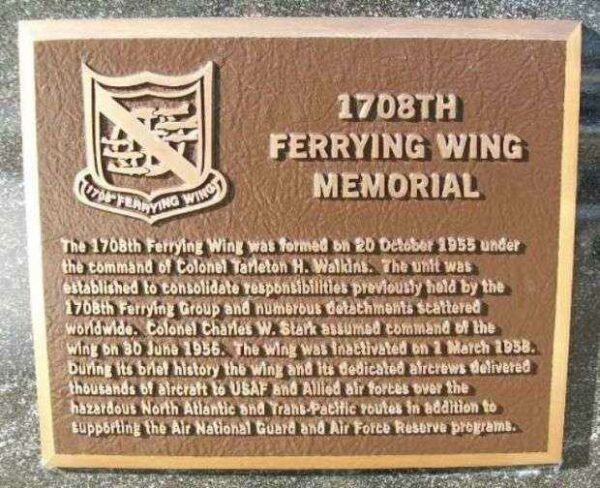 1708TH
FERRYING WING
MEMORIAL
1708TH FERRYING WING
The 1708th Ferrying Wing was formed on 20 October 1955 under
the command of Colonel Tarleton H. Watkins. The unit was
established to consolidate responsibilities previously held by the
1708th Ferrying Group and numerous detachments scattered
worldwide. Colonel Charles W. Stark assumed command of the
wing on 30 June 1956. The wing was inactivated on 1 March 1958.
During its brief history the wing and its dedicated aircrews delivered
thousands of aircraft to USAF and Allied air forces over the
hazardous North Atlantic and Trans-Pacific routes in addition to
supporting the Air National Guard and Air Force Reserve programs.